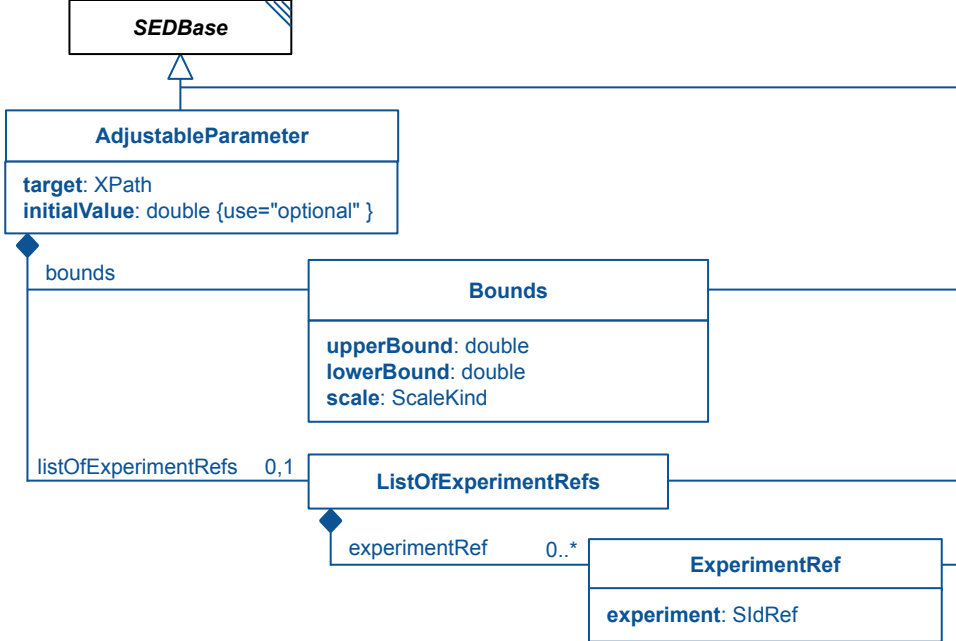 SEDBase
AdjustableParameter
target: XPath
initialValue: double {use="optional" }
bounds
Bounds
upperBound: double
lowerBound: double
scale: ScaleKind
listOfExperimentRefs 0,1
ListOfExperimentRefs
experimentRef 0..*
ExperimentRef
experiment: SIdRef